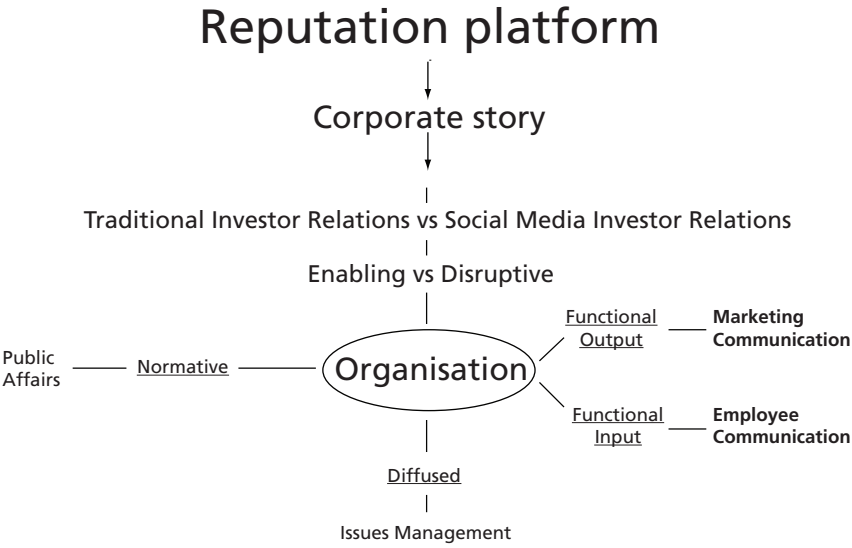 Reputation platform
Corporate story
Traditional Investor Relations vs Social Media Investor Relations
Enabling vs Disruptive
Public
Affairs
Normative
Organisation
Functional
Output
Marketing
Communication
Functional
Input
Employee
Communication
Diffused
Issues Management